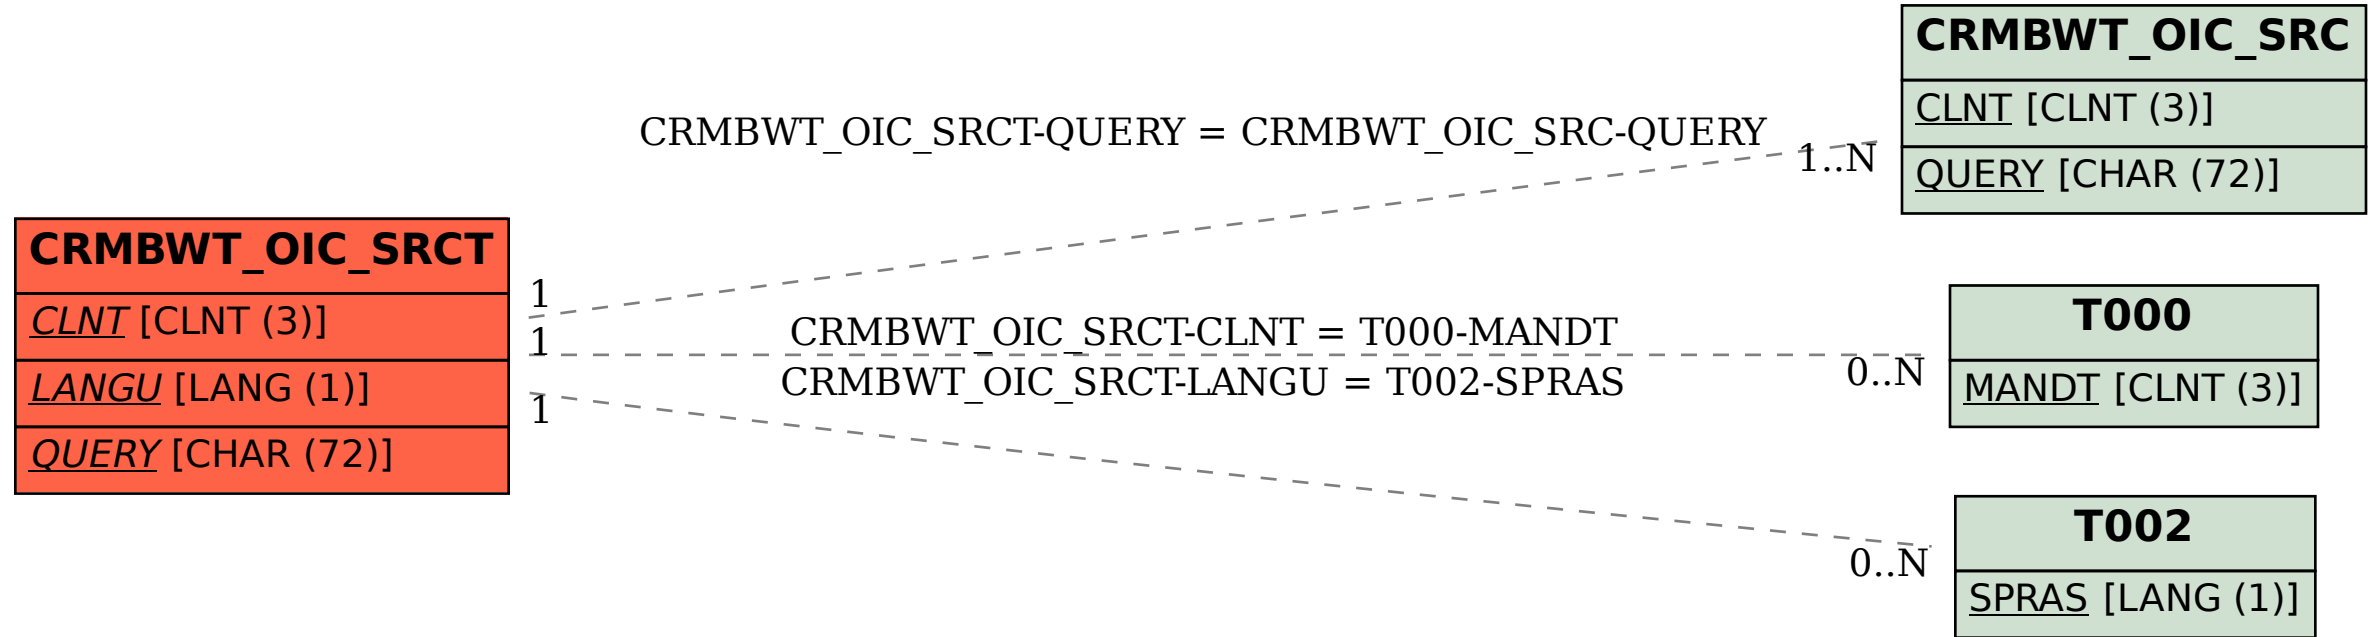 CRMBWT_OIC_SRC
CLNT [CLNT (3)]
QUERY [CHAR (72)]
CRMBWT_OIC_SRCT-QUERY = CRMBWT_OIC_SRC-QUERY
1..N
CRMBWT_OIC_SRCT
CLNT [CLNT (3)]
LANGU [LANG (1)]
QUERY [CHAR (72)]
1
1
1
CRMBWT_OIC_SRCT-CLNT = T000-MANDT
0..N
CRMBWT_OIC_SRCT-LANGU = T002-SPRAS
0..N
T000
MANDT [CLNT (3)]
T002
SPRAS [LANG (1)]